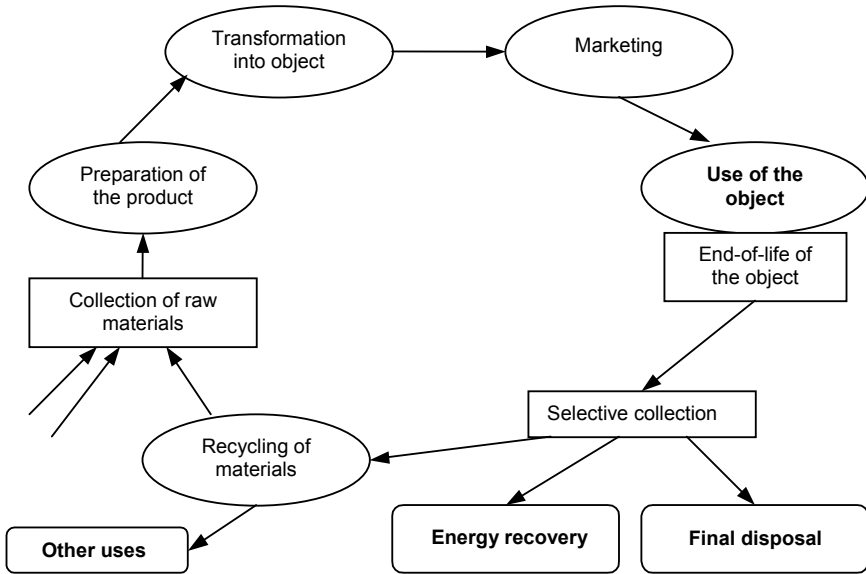 Transformation
into object
Marketing
Preparation of
the product
Use of the
object
End-of-life of
the object
Collection of raw
materials
Selective collection
Recycling of
materials
Other uses
Energy recovery
Final disposal